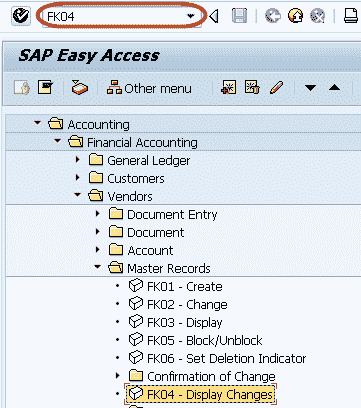 FK04
SAP Easy Access
Other menu
Accounting
Financial Accounting
General Ledger
Customers
Vendors
Document Entry
Document
Account
Master Records
FK01 - Create
FK02 - Change
FK03 - Display
FK05 - Block/Unblock
FK06 - Set Deletion Indicator
Confirmation of Change
FK04 - Display Changes